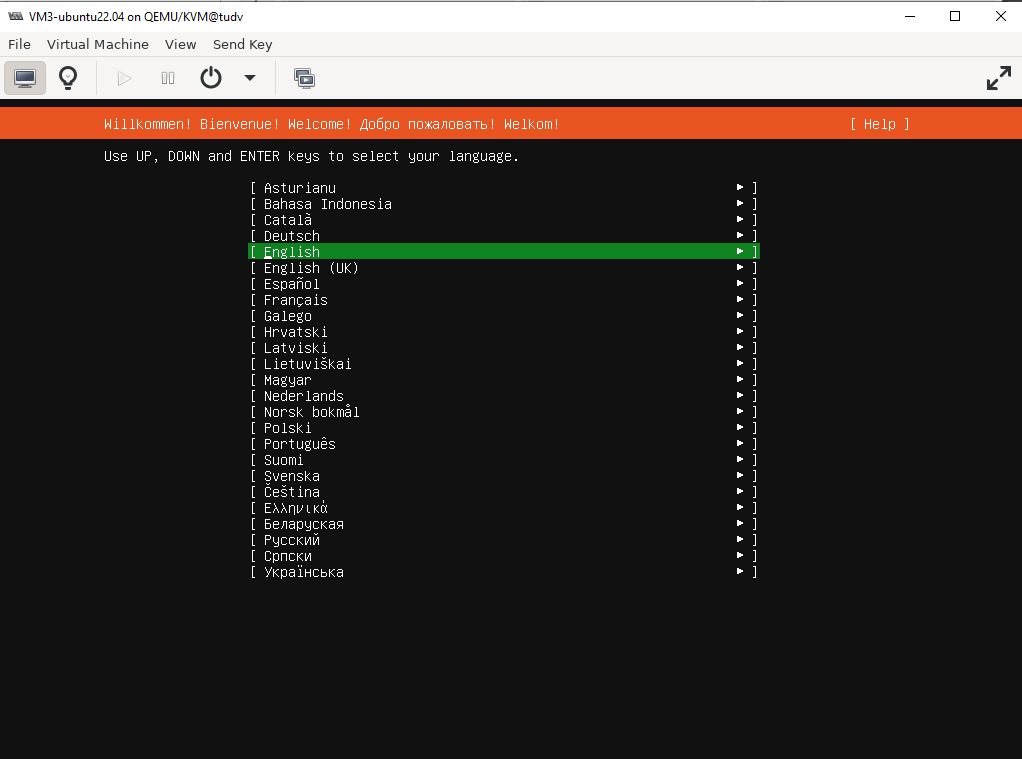 VM3-ubuntu22.04 on QEMU/KVM@tudv
File Virtual Machine View Send Key
Willkommen! Bienvenue! Welcome! Добро пожаловать! Welkom! [ Help ]
Use UP, DOWN and ENTER keys to select your language.
[ Asturianu ▸ ]
[ Bahasa Indonesia ▸ ]
[ Català ▸ ]
[ Deutsch ▸ ]
[ English ▸ ]
[ English (UK) ▸ ]
[ Español ▸ ]
[ Français ▸ ]
[ Galego ▸ ]
[ Hrvatski ▸ ]
[ Latviski ▸ ]
[ Lietuviškai ▸ ]
[ Magyar ▸ ]
[ Nederlands ▸ ]
[ Norsk bokmål ▸ ]
[ Polski ▸ ]
[ Português ▸ ]
[ Suomi ▸ ]
[ Svenska ▸ ]
[ Čeština ▸ ]
[ Ελληνικά ▸ ]
[ Беларуская ▸ ]
[ Русский ▸ ]
[ Српски ▸ ]
[ Українська ▸ ]